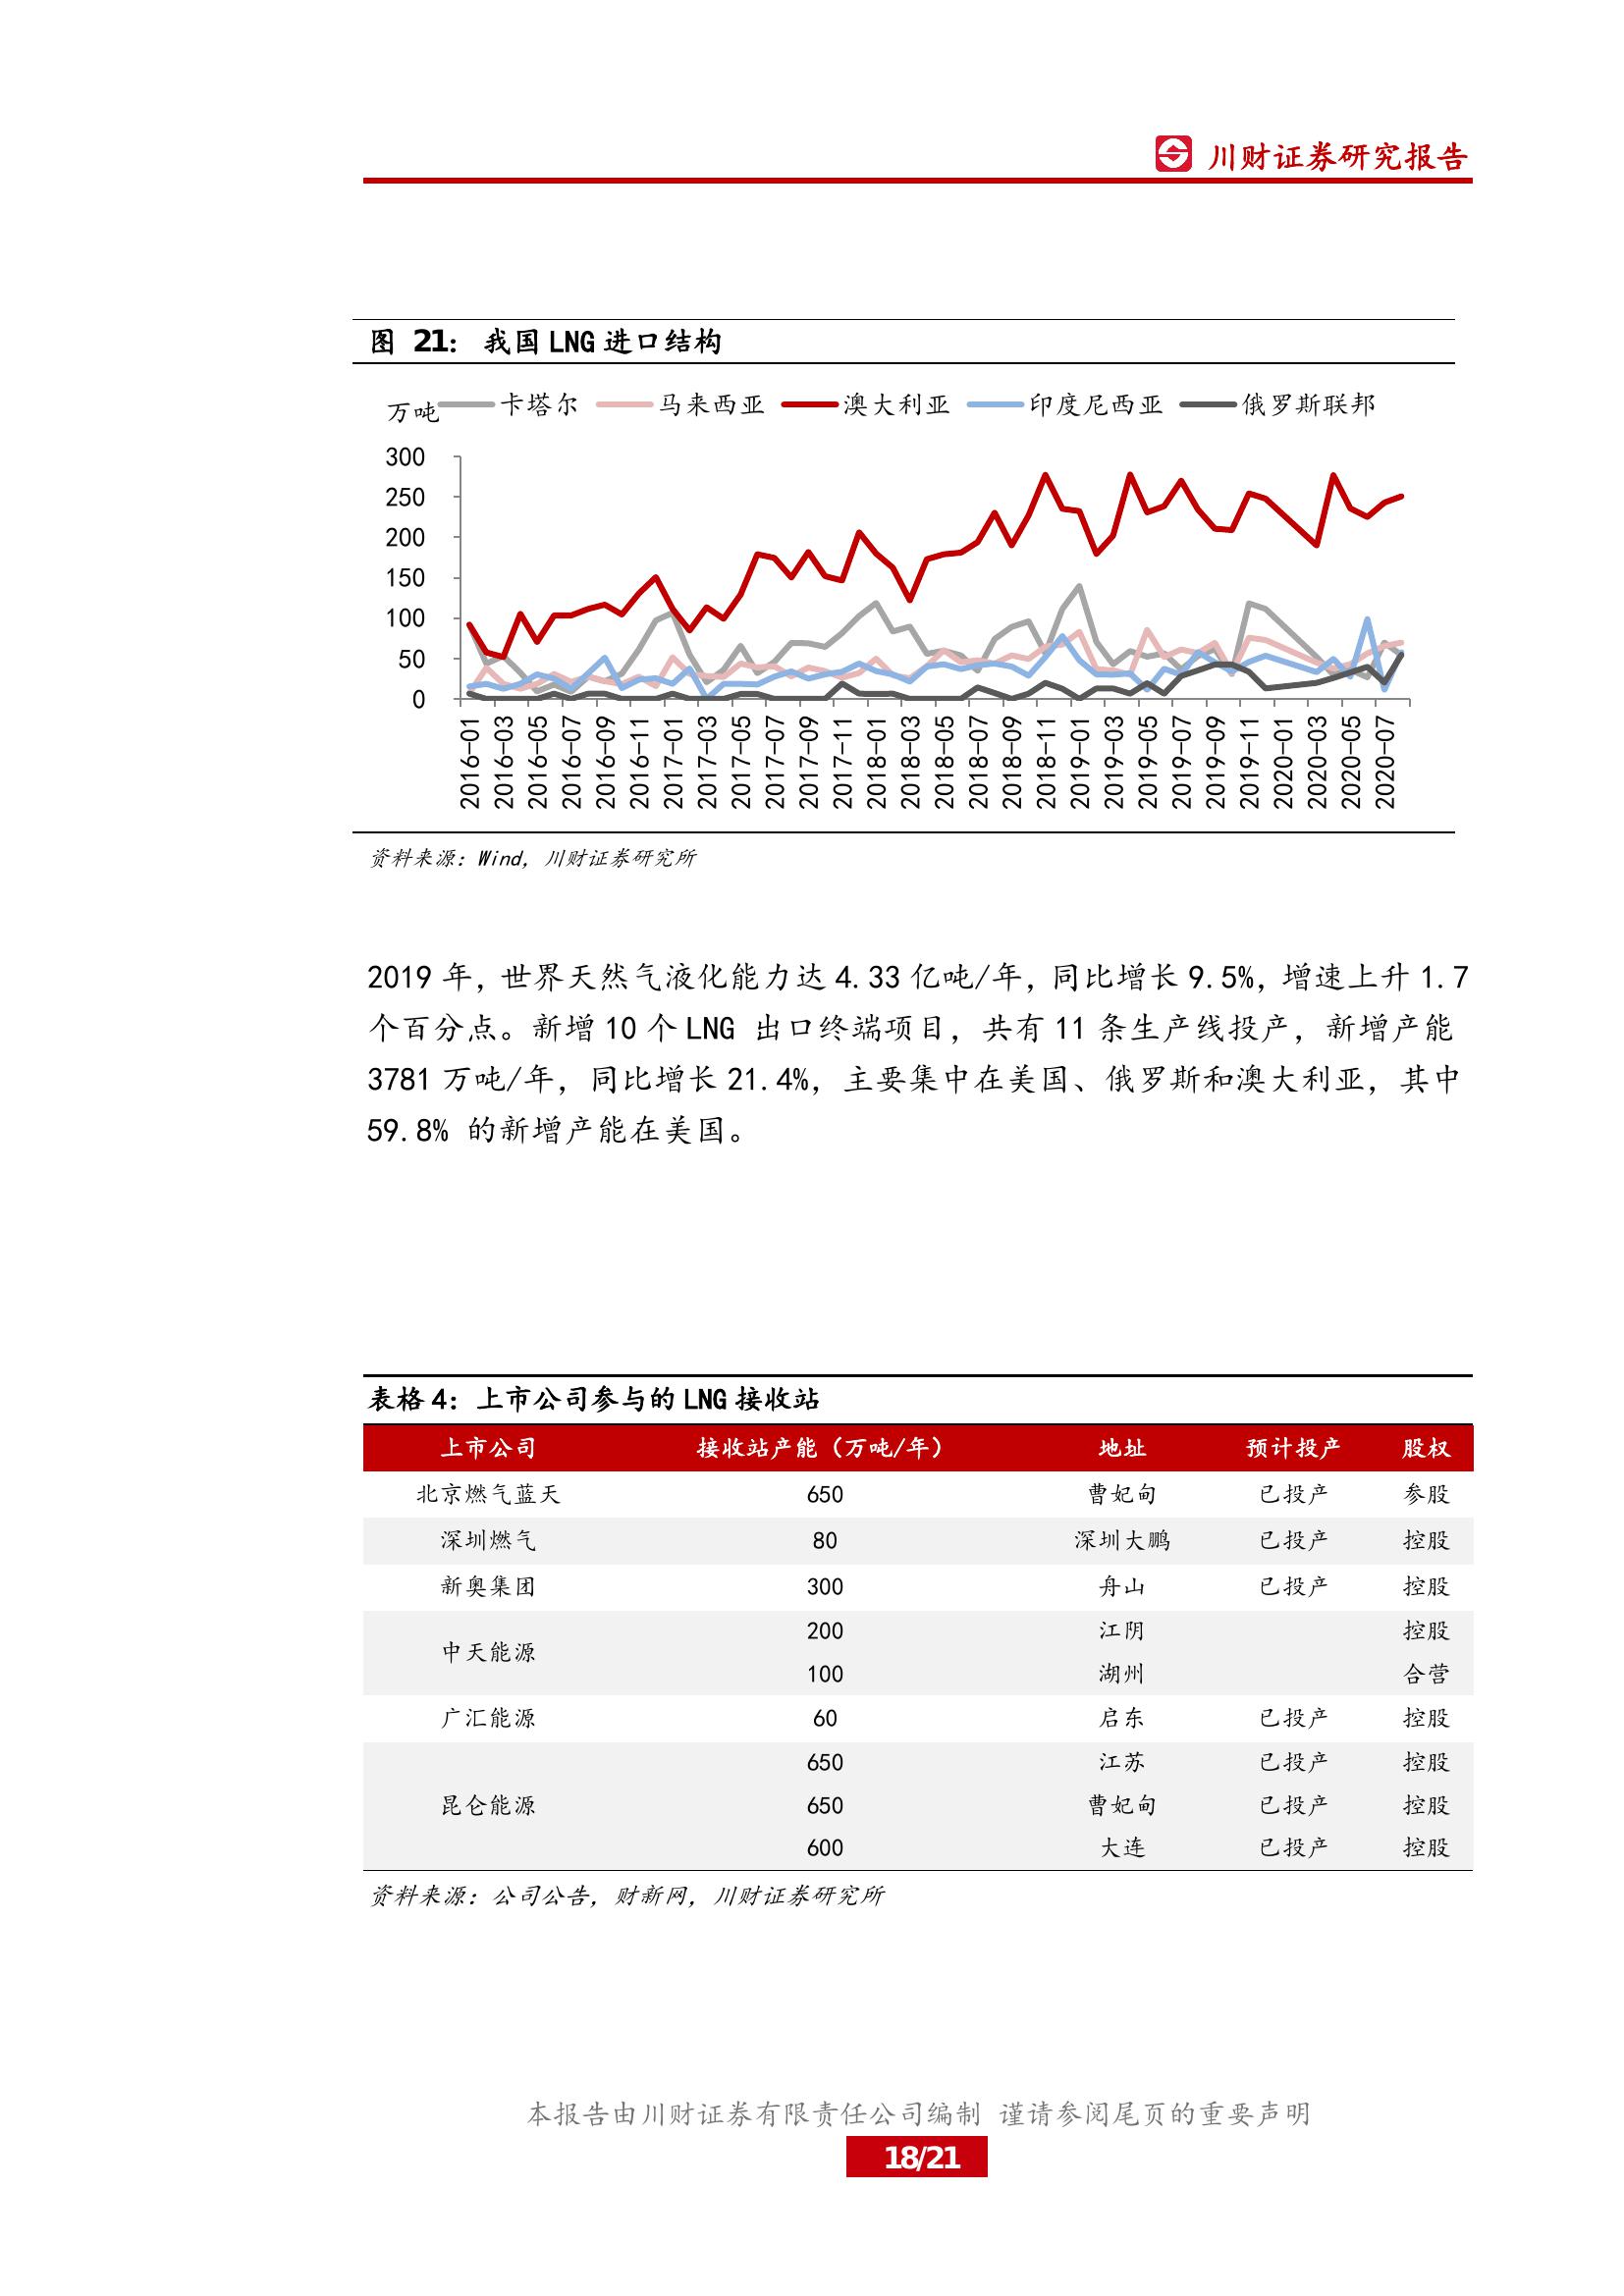 川财证券研究报告
图 21： 我国 LNG 进口结构
万吨 卡塔尔 马来西亚 澳大利亚 印度尼西亚 俄罗斯联邦
300
250
200
150
100
50
0
2016-01 2016-03 2016-05 2016-07 2016-09 2016-11 2017-01 2017-03 2017-05 2017-07 2017-09 2017-11 2018-01 2018-03 2018-05 2018-07 2018-09 2018-11 2019-01 2019-03 2019-05 2019-07 2019-09 2019-11 2020-01 2020-03 2020-05 2020-07
资料来源：Wind，川财证券研究所
2019 年，世界天然气液化能力达 4.33 亿吨/年，同比增长 9.5%，增速上升 1.7
个百分点。新增 10 个 LNG 出口终端项目，共有 11 条生产线投产，新增产能
3781 万吨/年，同比增长 21.4%，主要集中在美国、俄罗斯和澳大利亚，其中
59.8% 的新增产能在美国。
表格 4：上市公司参与的 LNG 接收站
上市公司 接收站产能（万吨/年） 地址 预计投产 股权
北京燃气蓝天 650 曹妃甸 已投产 参股
深圳燃气 80 深圳大鹏 已投产 控股
新奥集团 300 舟山 已投产 控股
中天能源 200 江阴 控股
100 湖州 合营
广汇能源 60 启东 已投产 控股
昆仑能源 650 江苏 已投产 控股
650 曹妃甸 已投产 控股
600 大连 已投产 控股
资料来源：公司公告，财新网，川财证券研究所
本报告由川财证券有限责任公司编制 谨请参阅尾页的重要声明
18/21